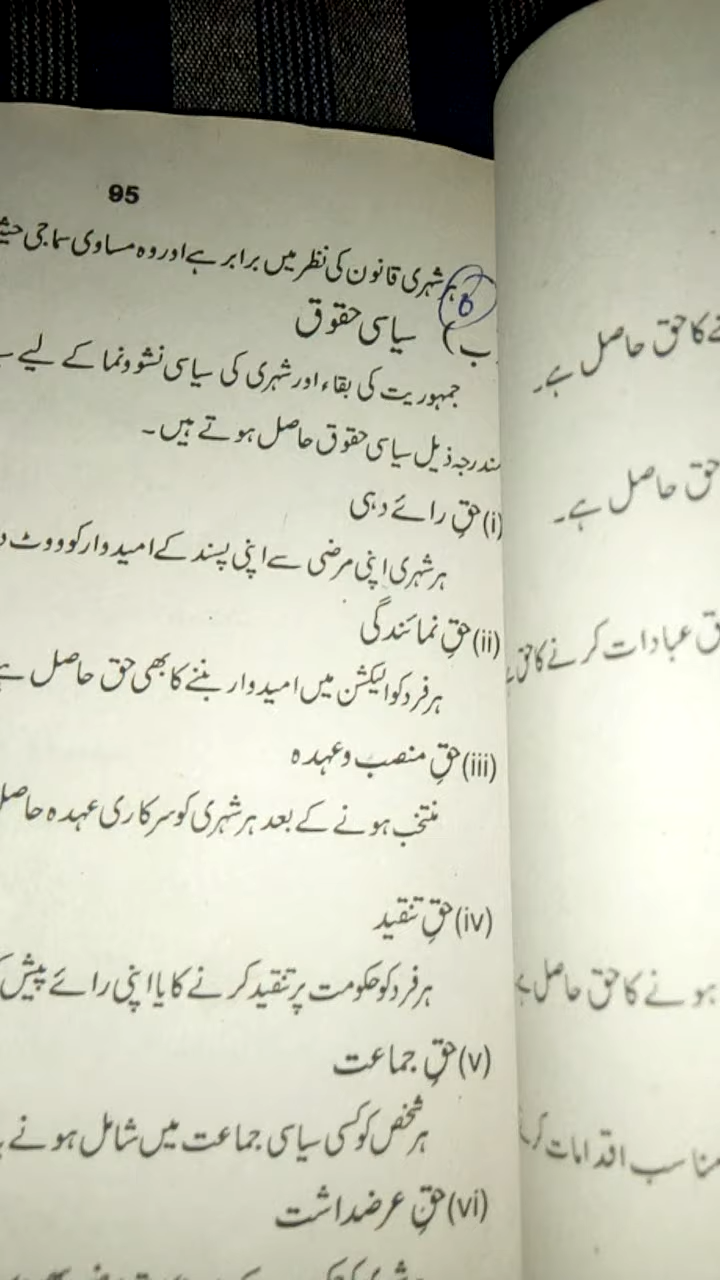 95
ہر شہری قانون کی نظر میں برابر ہے اور وہ مساوی سماجی
(ب) سیاسی حقوق
جمہوریت کی بقاء اور شہری کی سیاسی نشوونما کے لیے
مندرجہ ذیل سیاسی حقوق حاصل ہوتے ہیں۔
(i) حقِ رائے دہی
ہر شہری اپنی مرضی سے اپنی پسند کے امیدوار کو ووٹ
(ii) حقِ نمائندگی
ہر فرد کو الیکشن میں امیدوار بننے کا بھی حق حاصل ہے
(iii) حقِ منصب وعہدہ
منتخب ہونے کے بعد ہر شہری کو سرکاری عہدہ
(iv) حقِ تنقید
ہر فرد کو حکومت پر تنقید کرنے کا یا اپنی رائے پیش
(v) حقِ جماعت
ہر شخص کو کسی سیاسی جماعت میں شامل ہونے
(vi) حقِ عرضداشت
کا حق حاصل ہے۔
حق حاصل ہے۔
عبادات کرنے کا حق
ہونے کا حق حاصل
مناسب اقدامات